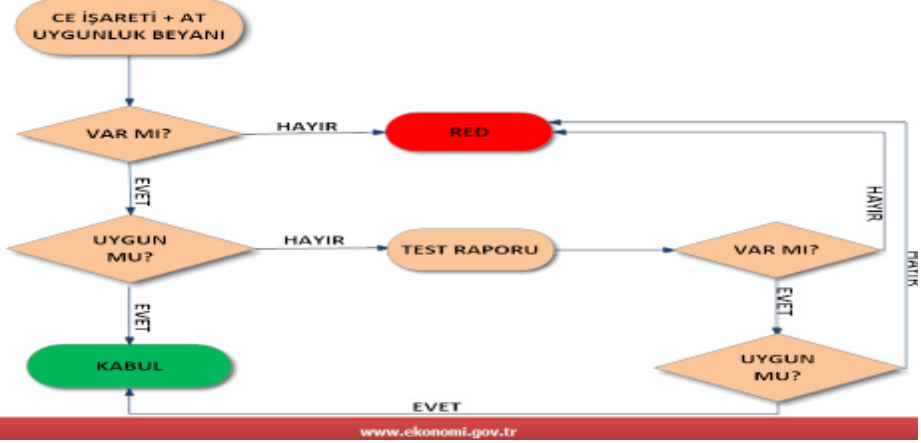 CE İŞARETİ + AT
UYGUNLUK BEYANI
VAR MI?
HAYIR
RED
EVET
UYGUN
MU?
HAYIR
TEST RAPORU
VAR MI?
HAYIR
HAYIR
EVET
EVET
KABUL
UYGUN
MU?
EVET
www.ekonomi.gov.tr